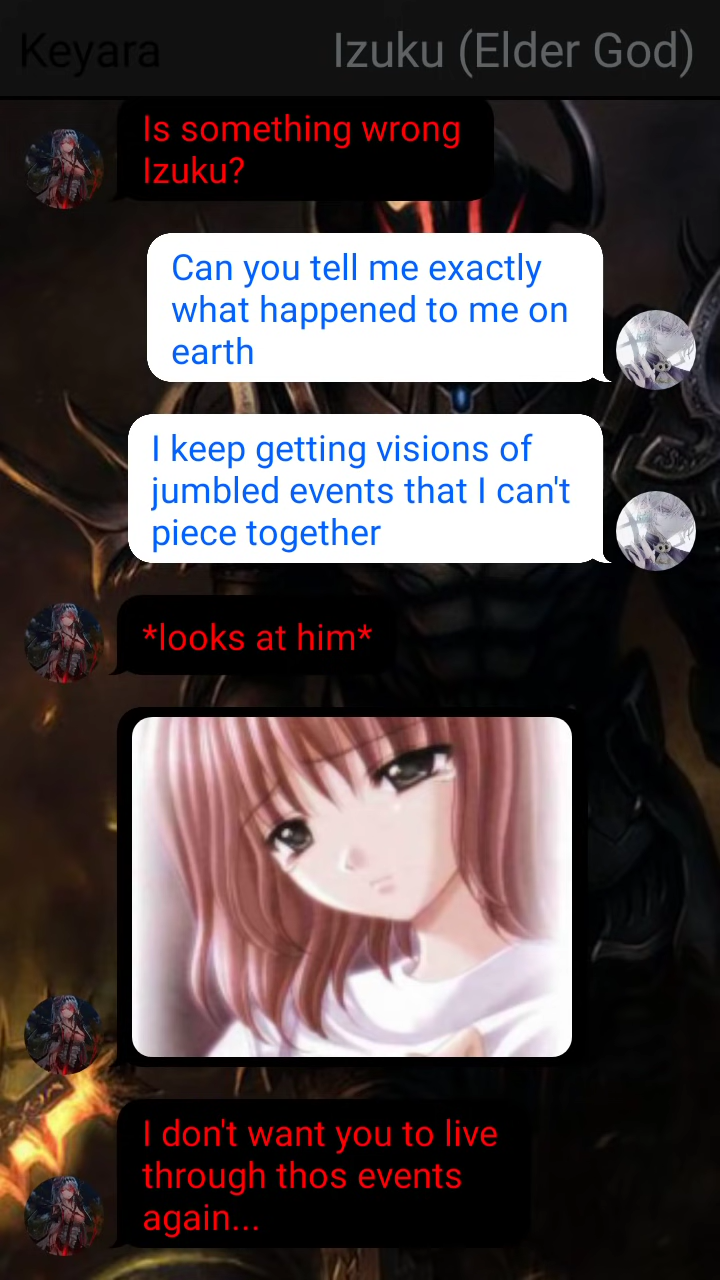 Keyara
Izuku (Elder God)
Is something wrong
Izuku?
Can you tell me exactly
what happened to me on
earth
I keep getting visions of
jumbled events that I can't
piece together
*looks at him*
I don't want you to live
through thos events
again...